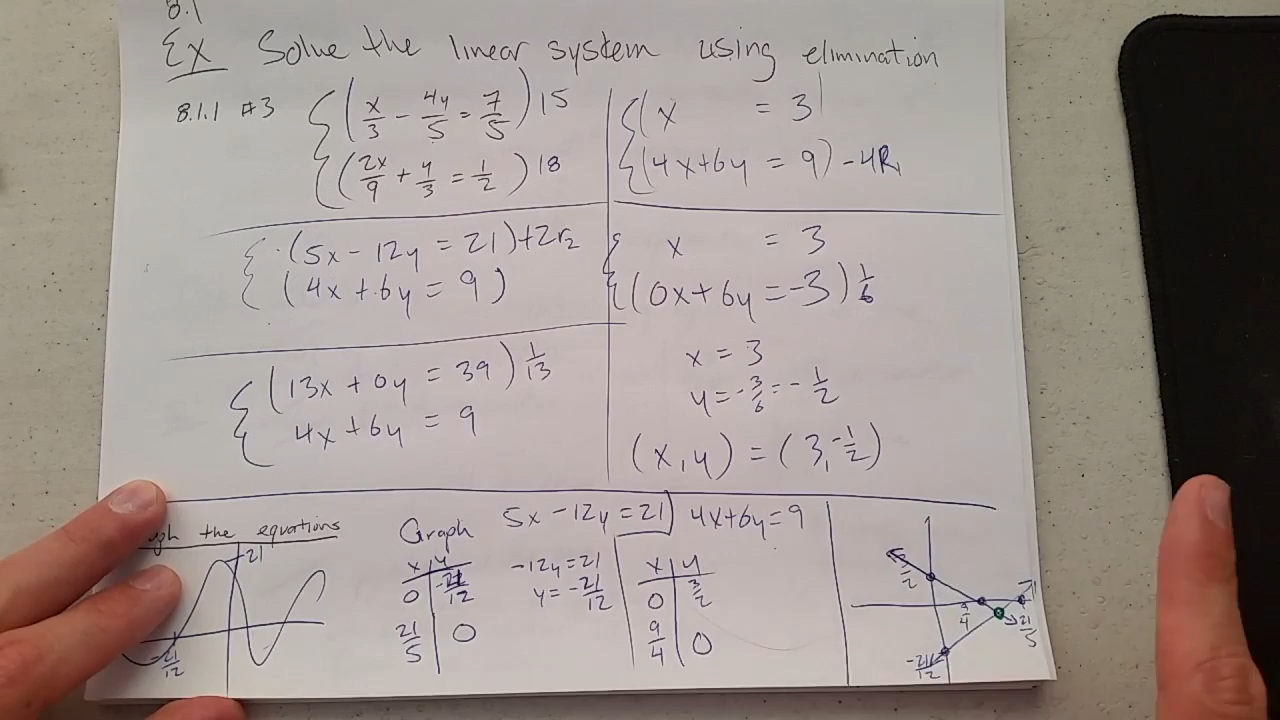 8.1
Ex Solve the linear system using elimination
8.1.1 #3
{ (x/3 - 4y/5 = 7/5) 15
{ (2x/9 + y/3 = 1/2) 18
{ (5x - 12y = 21) + 2r₂
{ (4x + 6y = 9)
{ (13x + 0y = 39) 1/13
{ 4x + 6y = 9
{ (x = 3
{ (4x + 6y = 9) - 4R₁
{ x = 3
{ (0x + 6y = -3) 1/6
x = 3
y = -3/6 = -1/2
(x, y) = (3, -1/2)
the equations
21
-21/12
Graph 5x - 12y = 21
x | y
0 | -21/12
21/5 | 0
-12y = 21
y = -21/12
4x + 6y = 9
x | y
0 | 3/2
9/4 | 0
9/4
21/5
-21/12